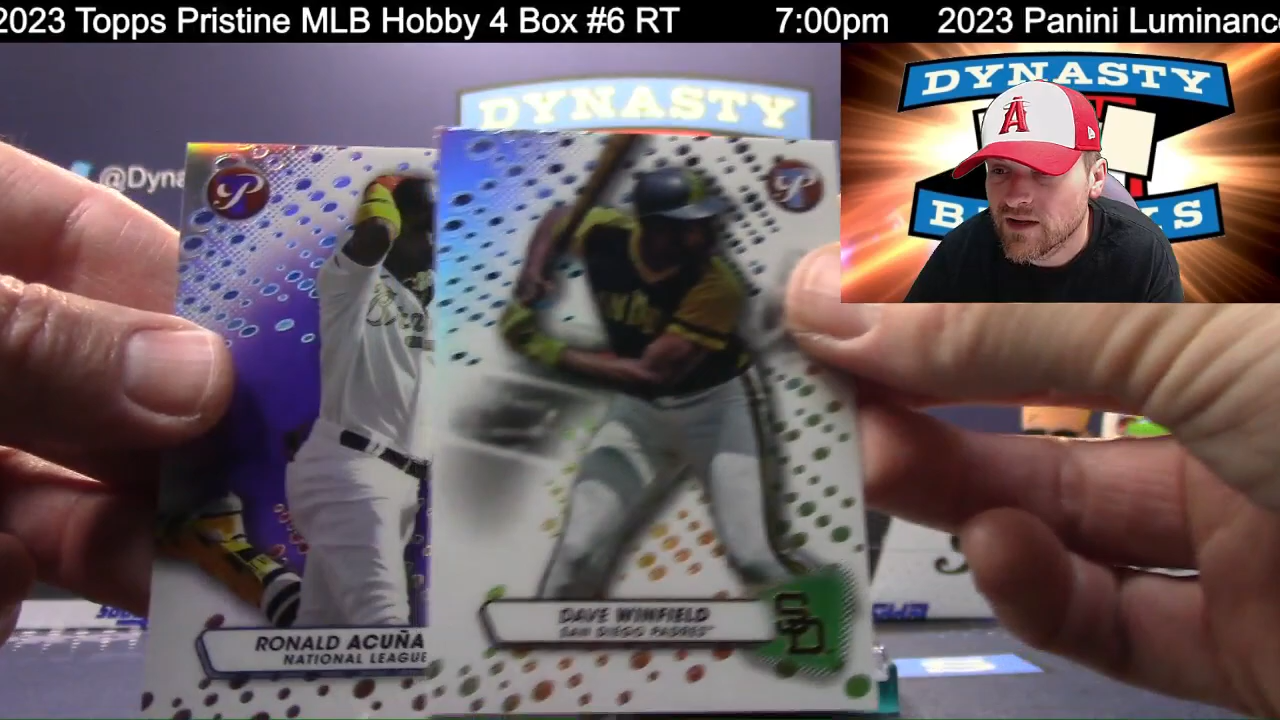 2023 Topps Pristine MLB Hobby 4 Box #6 RT 7:00pm 2023 Panini Luminance
DYNASTY
DYNASTY
@Dyna
RONALD ACUÑA
NATIONAL LEAGUE
DAVE WINFIELD
SAN DIEGO PADRES
SD